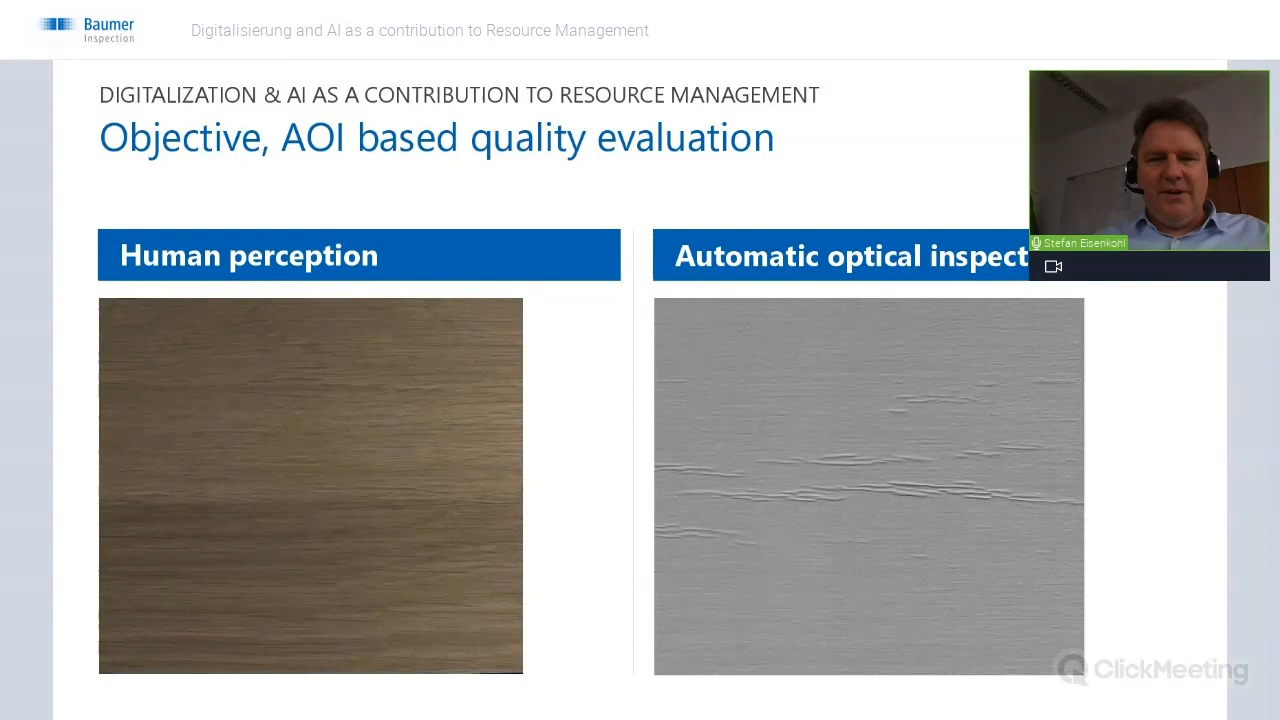 Baumer
Inspection
Digitalisierung and AI as a contribution to Resource Management
DIGITALIZATION & AI AS A CONTRIBUTION TO RESOURCE MANAGEMENT
Objective, AOI based quality evaluation
Stefan Eisenkohl
Human perception
Automatic optical inspect
ClickMeeting